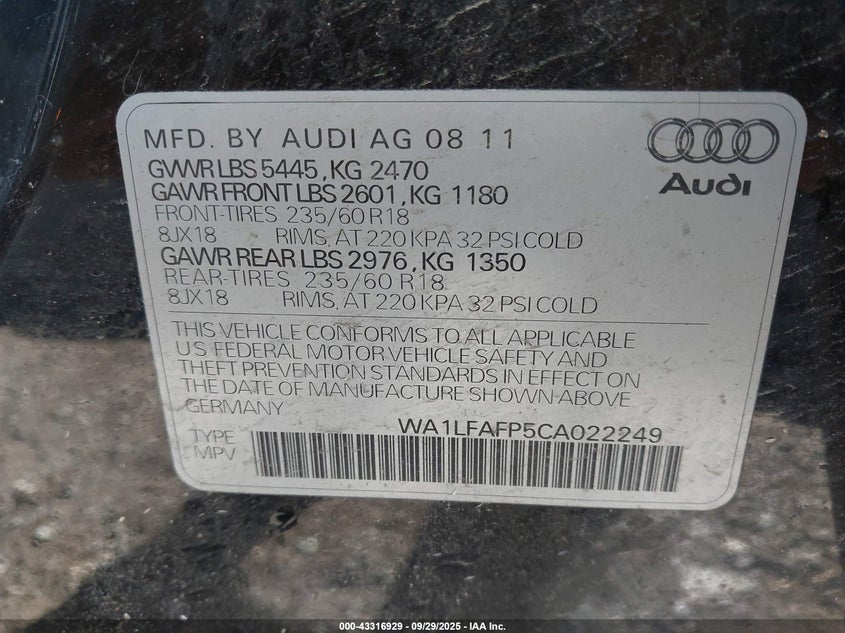 MFD. BY AUDI AG 08 11
GVWR LBS 5445, KG 2470
GAWR FRONT LBS 2601, KG 1180
FRONT-TIRES 235/60 R18
8JX18 RIMS, AT 220 KPA 32 PSI COLD
GAWR REAR LBS 2976, KG 1350
REAR-TIRES 235/60 R18
8JX18 RIMS, AT 220 KPA 32 PSI COLD
Audi
THIS VEHICLE CONFORMS TO ALL APPLICABLE
U.S. FEDERAL MOTOR VEHICLE SAFETY AND
THEFT PREVENTION STANDARDS IN EFFECT ON
THE DATE OF MANUFACTURE SHOWN ABOVE
GERMANY
WA1LFAFP5CA022249
TYPE
MPV
000-43316929 - 09/29/2025 - IAA Inc.